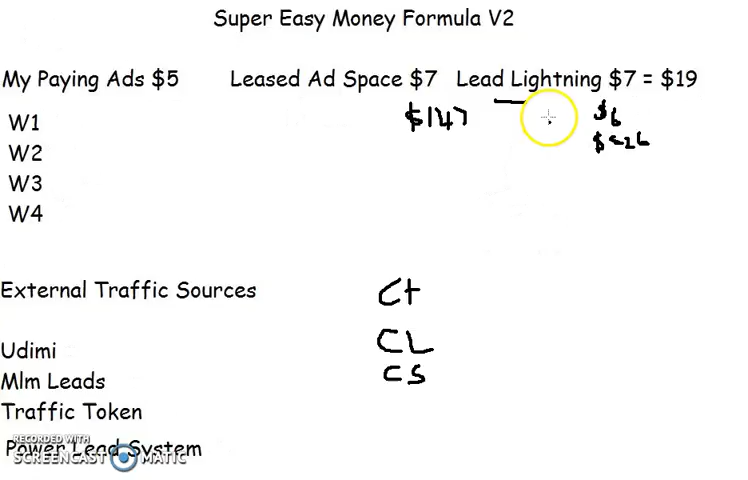 Super Easy Money Formula V2
My Paying Ads $5 Leased Ad Space $7 Lead Lightning $7 = $19
W1 $147 $6
W2
W3
W4
External Traffic Sources Ct
Udimi CL
Mlm Leads CS
Traffic Token
RECORDED WITH
Power Lead System
SCREENCAST MATIC